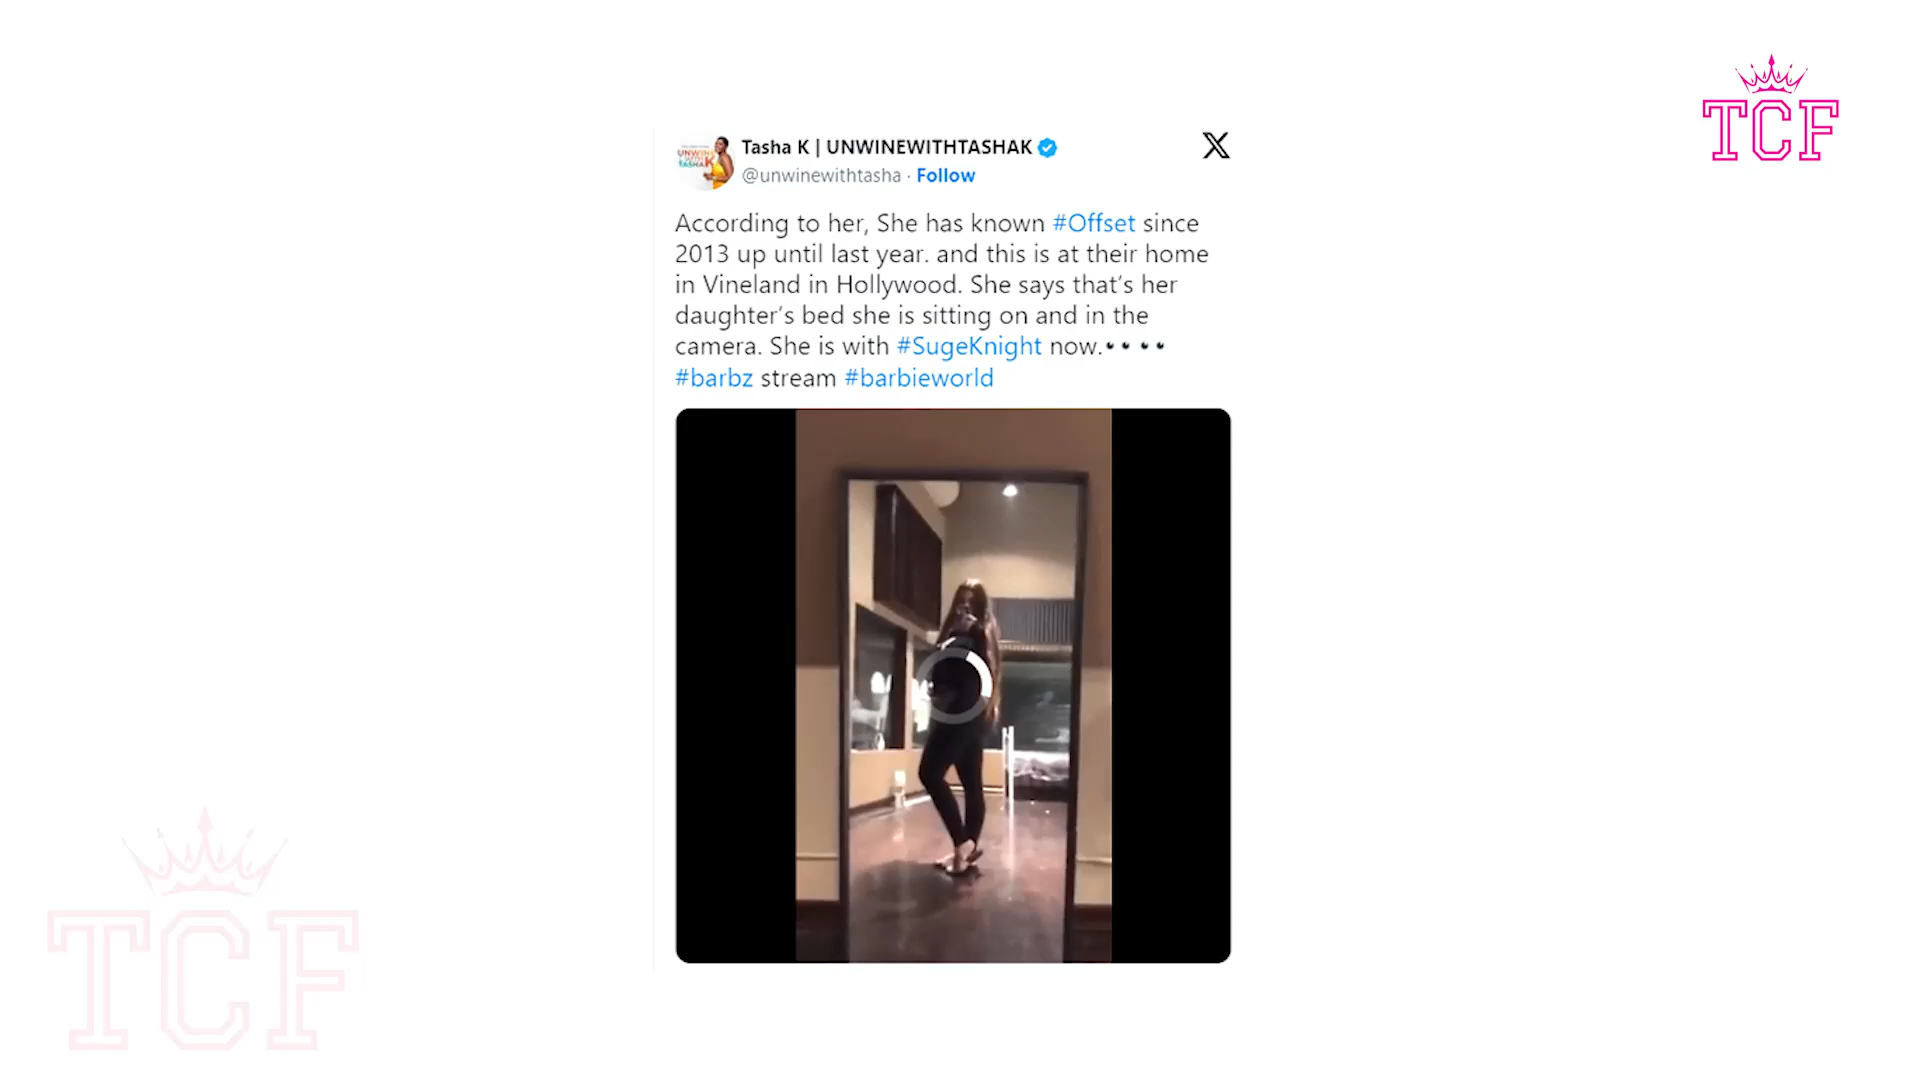 TCF
UNWINE
TASHAK
Tasha K | UNWINEWITHTASHAK
@unwinewithtasha · Follow
According to her, She has known #Offset since
2013 up until last year. and this is at their home
in Vineland in Hollywood. She says that’s her
daughter’s bed she is sitting on and in the
camera. She is with #SugeKnight now.👀👀
#barbz stream #barbieworld
TCF